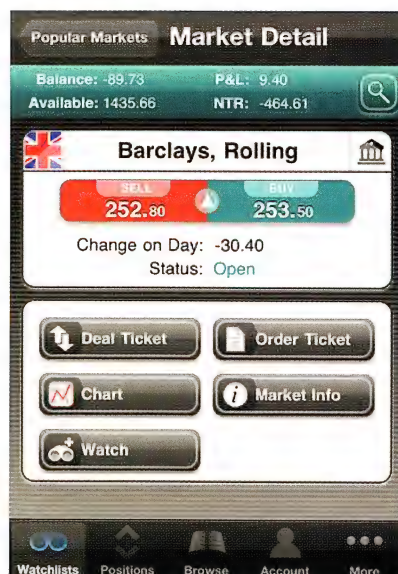 Popular Markets Market Detail
Balance: -89.73 P&L: 9.40
Available: 1435.66 NTR: -464.61
Barclays, Rolling
SELL BUY
252.80 253.50
Change on Day: -30.40
Status: Open
Deal Ticket Order Ticket
Chart Market Info
Watch
Watchlists Positions Browse Account More